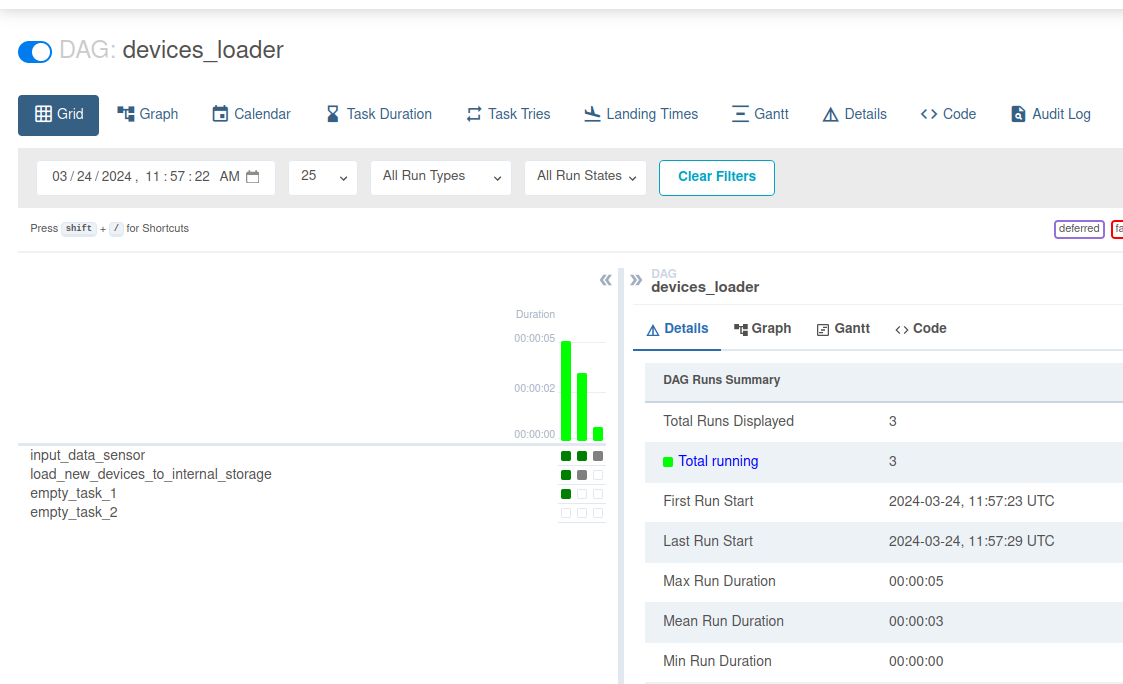 DAG: devices_loader
Grid Graph Calendar Task Duration Task Tries Landing Times Gantt Details Code Audit Log
03 / 24 / 2024 , 11 : 57 : 22 AM 25 All Run Types All Run States Clear Filters
Press shift + / for Shortcuts
deferred
« » DAG
devices_loader
Duration
00:00:05
00:00:02
00:00:00
input_data_sensor
load_new_devices_to_internal_storage
empty_task_1
empty_task_2
Details Graph Gantt Code
DAG Runs Summary
Total Runs Displayed 3
Total running 3
First Run Start 2024-03-24, 11:57:23 UTC
Last Run Start 2024-03-24, 11:57:29 UTC
Max Run Duration 00:00:05
Mean Run Duration 00:00:03
Min Run Duration 00:00:00